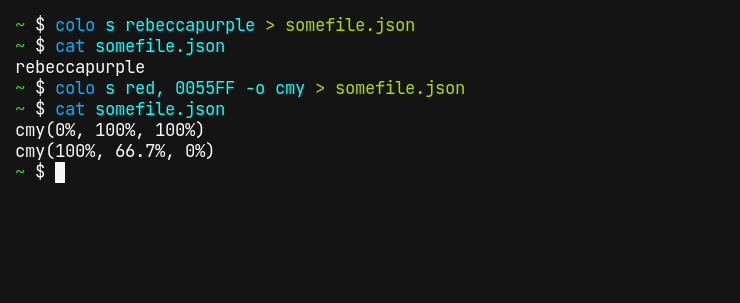 ~ $ colo s rebeccapurple > somefile.json
~ $ cat somefile.json
rebeccapurple
~ $ colo s red, 0055FF -o cmy > somefile.json
~ $ cat somefile.json
cmy(0%, 100%, 100%)
cmy(100%, 66.7%, 0%)
~ $